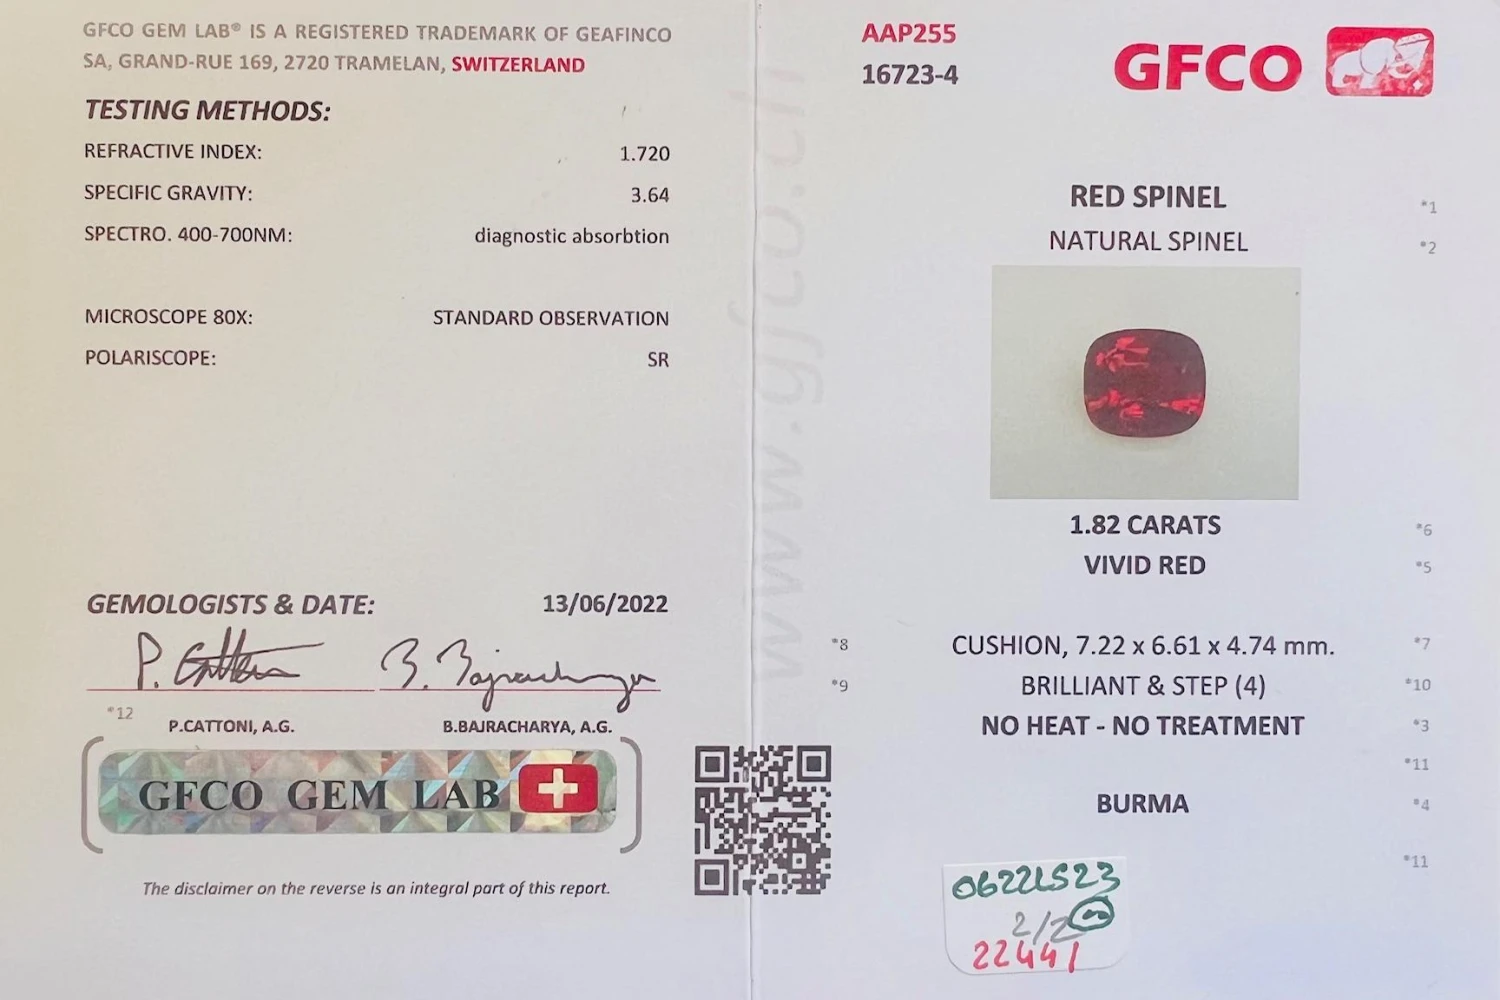 GFCO GEM LAB® IS A REGISTERED TRADEMARK OF GEAFINCO
SA, GRAND-RUE 169, 2720 TRAMELAN, SWITZERLAND
TESTING METHODS:
REFRACTIVE INDEX: 1.720
SPECIFIC GRAVITY: 3.64
SPECTRO. 400-700NM: diagnostic absorbtion
MICROSCOPE 80X: STANDARD OBSERVATION
POLARISCOPE: SR
GEMOLOGISTS & DATE: 13/06/2022
P. Cattoni B. Bajracharya
*12
P.CATTONI, A.G. B.BAJRACHARYA, A.G.
GFCO GEM LAB
The disclaimer on the reverse is an integral part of this report.
www.gfco.ch
AAP255
16723-4
GFCO
RED SPINEL *1
NATURAL SPINEL *2
1.82 CARATS *6
VIVID RED *5
*8 CUSHION, 7.22 x 6.61 x 4.74 mm. *7
*9 BRILLIANT & STEP (4) *10
NO HEAT - NO TREATMENT *3
*11
BURMA *4
*11
0622LS23
2/2
22441